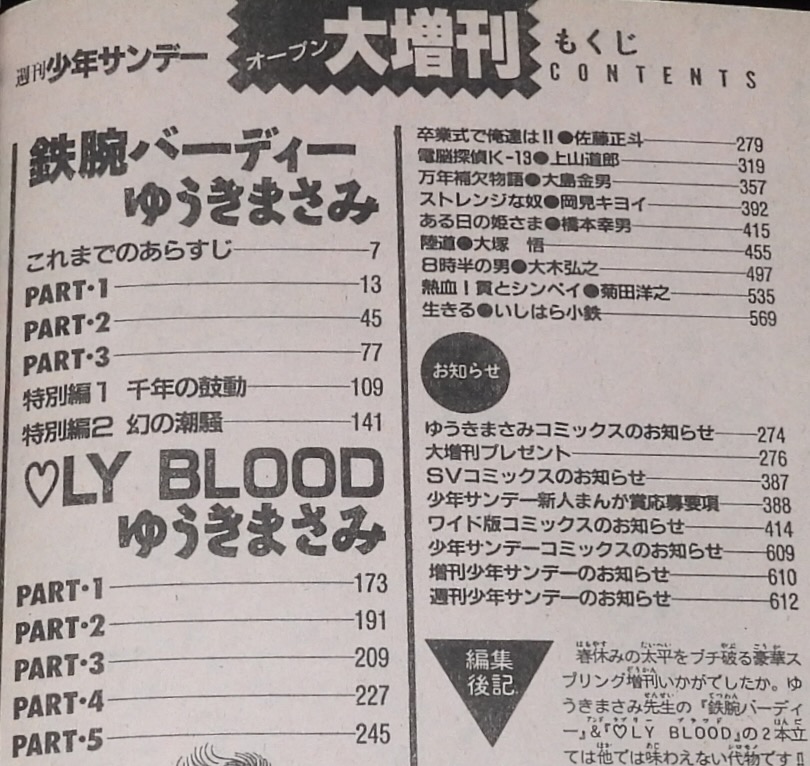 週刊少年サンデー
オープン大増刊
もくじ
CONTENTS
鉄腕バーディー
ゆうきまさみ
これまでのあらすじ 7
PART・1 13
PART・2 45
PART・3 77
特別編1 千年の鼓動 109
特別編2 幻の潮騒 141
♡LY BLOOD
ゆうきまさみ
PART・1 173
PART・2 191
PART・3 209
PART・4 227
PART・5 245
卒業式で俺達は!!●佐藤正斗 279
電脳探偵K-13●上山道郎 319
万年補欠物語●大島金男 357
ストレンジな奴●岡見キヨイ 392
ある日の姫さま●橋本幸男 415
陸道●大塚 悟 455
8時半の男●大木弘之 497
熱血!貫とシンペイ●菊田洋之 535
生きる●いしはら小鉄 569
お知らせ
ゆうきまさみコミックスのお知らせ 274
大増刊プレゼント 276
SVコミックスのお知らせ 387
少年サンデー新人まんが賞応募要項 388
ワイド版コミックスのお知らせ 414
少年サンデーコミックスのお知らせ 609
増刊少年サンデーのお知らせ 610
週刊少年サンデーのお知らせ 612
編集
後記
春休みの太平をブチ破る豪華ス
プリング増刊いかがでしたか。ゆ
うきまさみ先生の『鉄腕バーディ
ー』&『♡LY BLOOD』の2本立
ては他では味わえない代物です!!